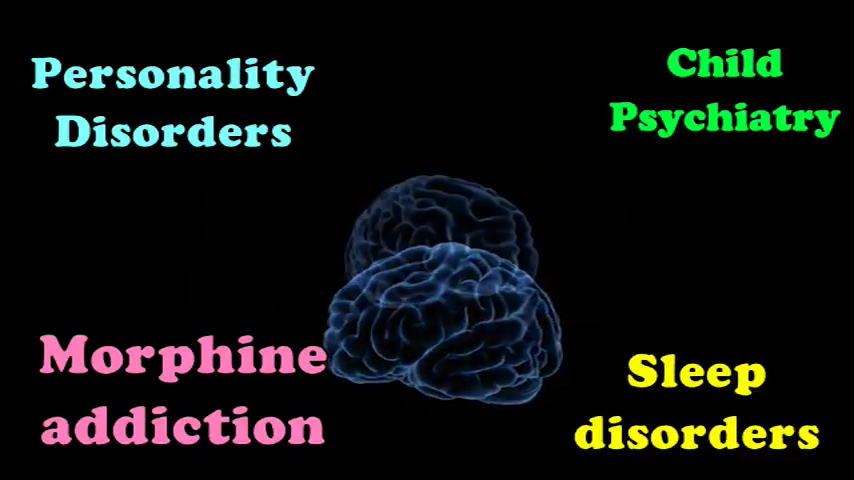 Personality
Disorders
Child
Psychiatry
Morphine
addiction
Sleep
disorders